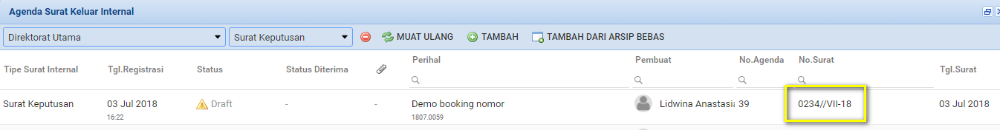 Agenda Surat Keluar Internal
Direktorat Utama Surat Keputusan MUAT ULANG TAMBAH TAMBAH DARI ARSIP BEBAS
Tipe Surat Internal Tgl.Registrasi Status Status Diterima Perihal Pembuat No.Agenda No.Surat Tgl.Surat
Surat Keputusan 03 Jul 2018 Draft - - Demo booking nomor Lidwina Anastasia 39 0234//VII-18 03 Jul 2018
16:22 1807.0059